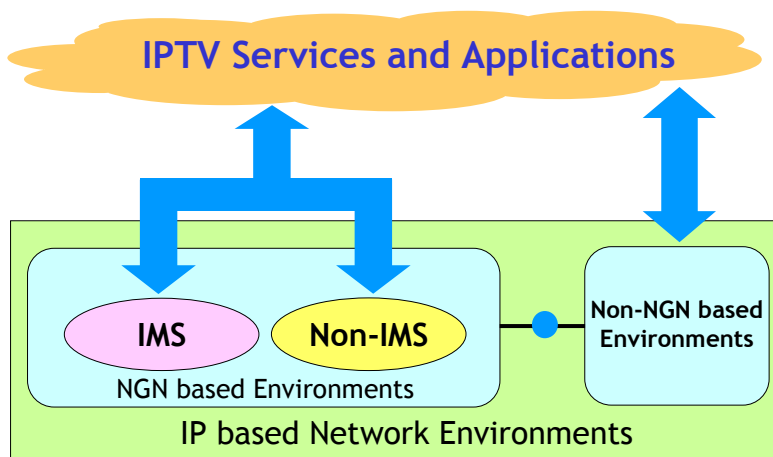 IPTV Services and Applications
IMS
Non-IMS
NGN based Environments
Non-NGN based
Environments
IP based Network Environments